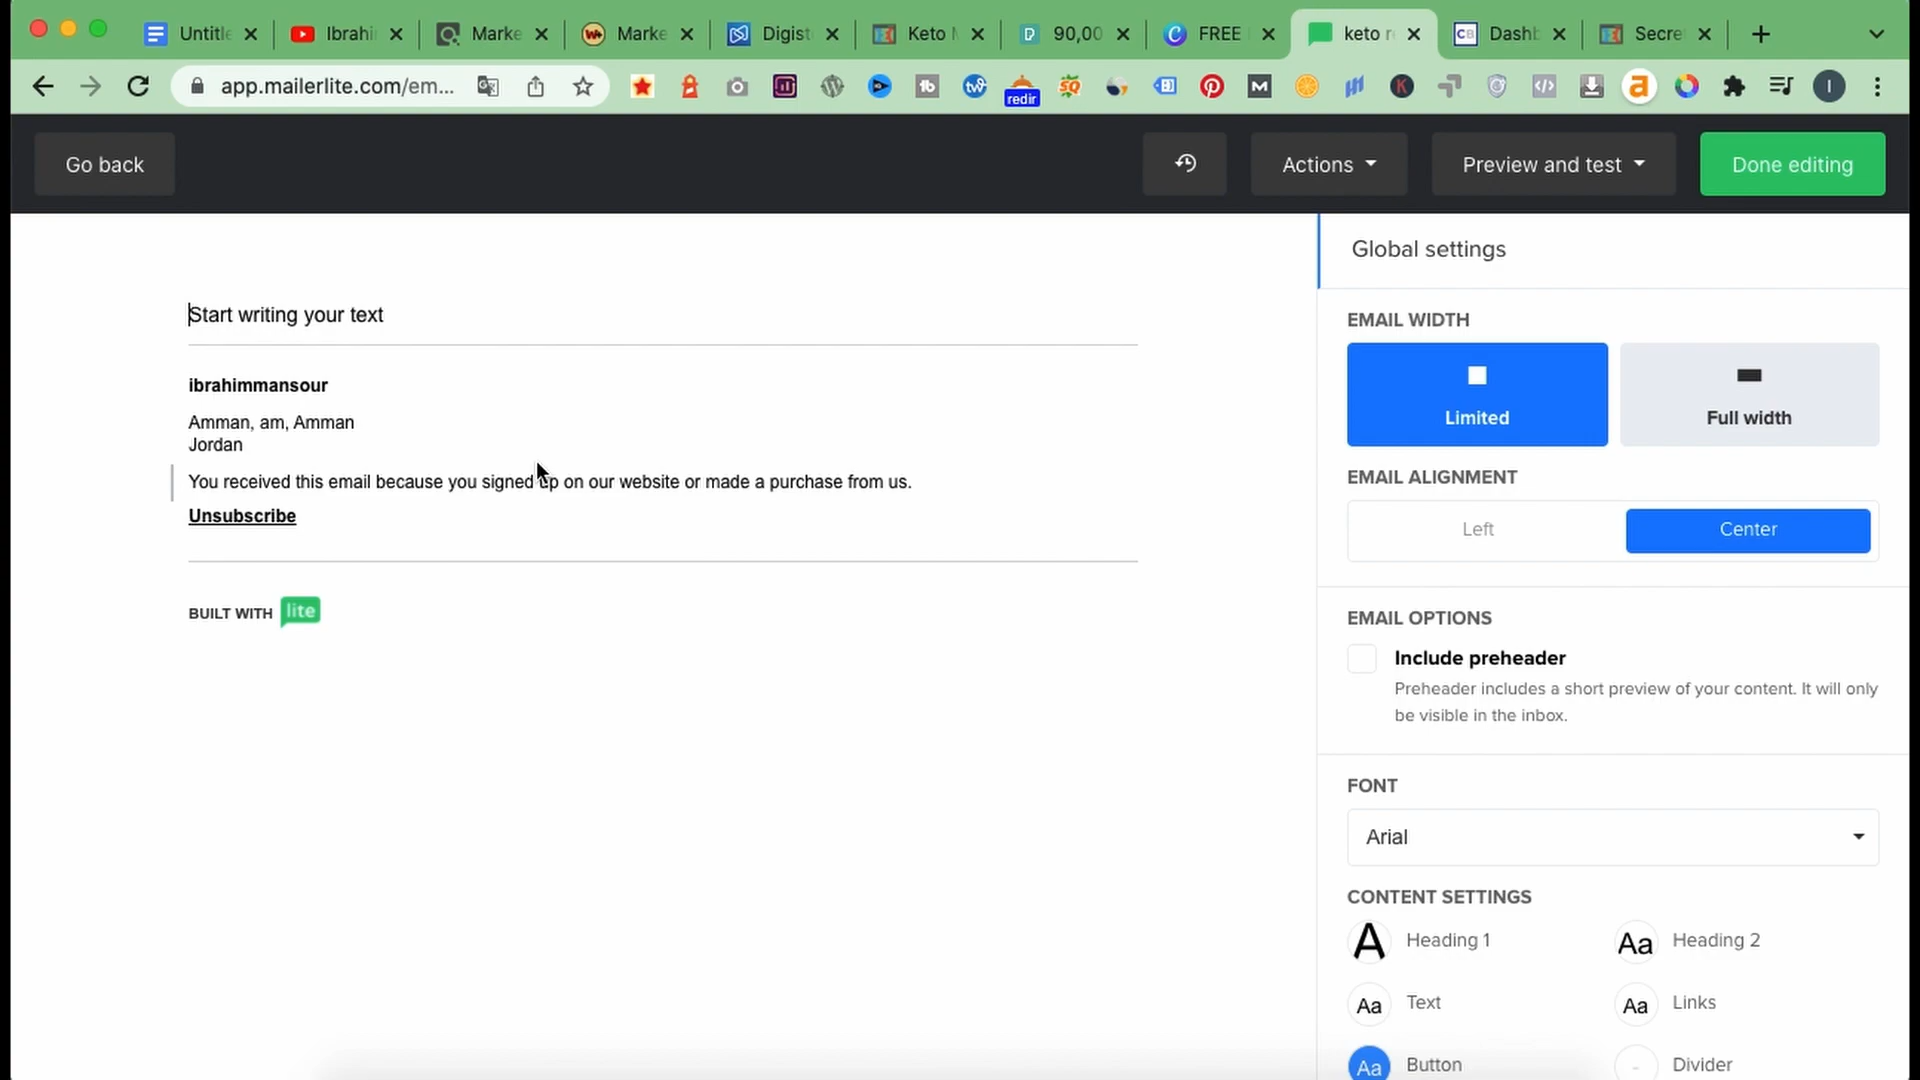 Untitle Ibrahi Marke Marke Digist Keto M 90,00 FREE keto r Dashb Secre
app.mailerlite.com/em... redir
Go back Actions Preview and test Done editing
Global settings
Start writing your text
ibrahimmansour
Amman, am, Amman
Jordan
You received this email because you signed up on our website or made a purchase from us.
Unsubscribe
BUILT WITH lite
EMAIL WIDTH
Limited Full width
EMAIL ALIGNMENT
Left Center
EMAIL OPTIONS
Include preheader
Preheader includes a short preview of your content. It will only
be visible in the inbox.
FONT
Arial
CONTENT SETTINGS
A Heading 1 Aa Heading 2
Aa Text Aa Links
Aa Button Divider